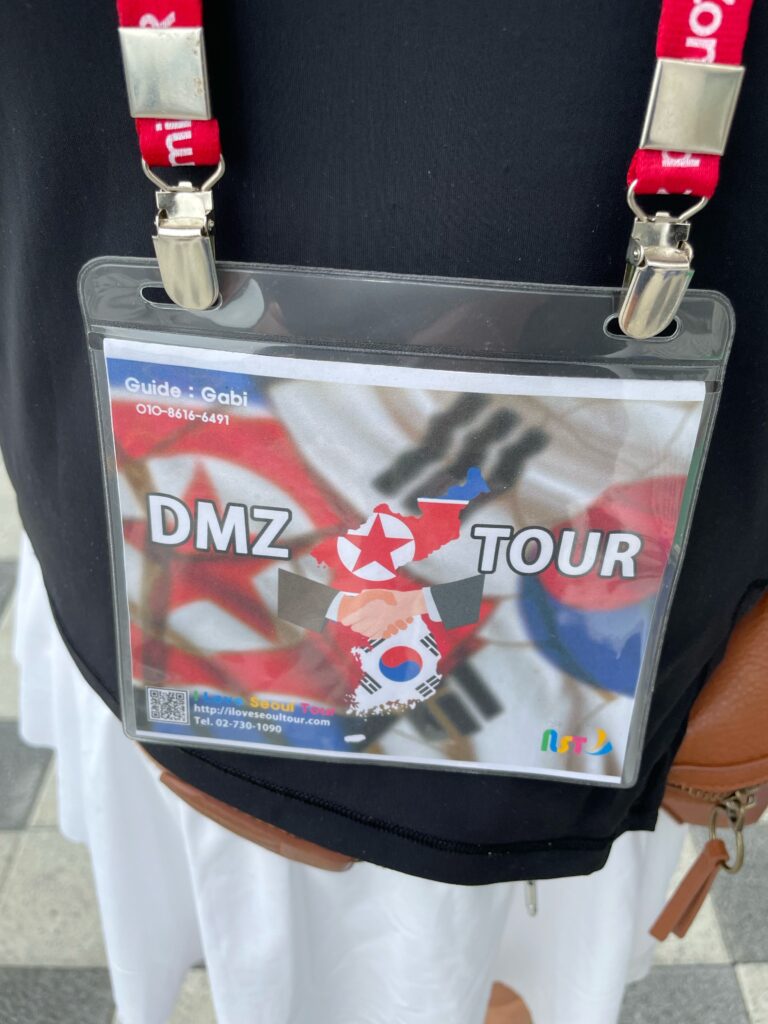 Guide : Gabi
010-8616-6491
DMZ TOUR
I Love Seoul Tour
http://iloveseoultour.com
Tel. 02-730-1090